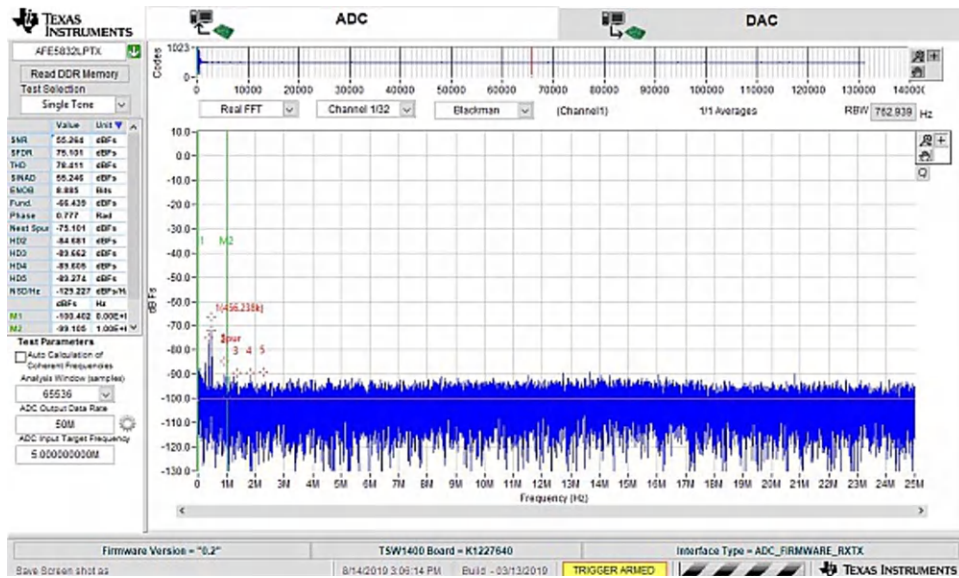 TEXAS INSTRUMENTS
ADC
DAC
AFE5832LPTX
Read DDR Memory
Test Selection
Single Tone
Value Unit
SNR 55.264 dBFs
SFDR 75.101 dBFs
THD 78.411 dBFs
SINAD 55.246 dBFs
ENOB 8.885 Bits
Fund. -66.439 dBFs
Phase 0.777 Rad
Next Spur -75.101 dBFs
HD2 -84.681 dBFs
HD3 -89.662 dBFs
HD4 -89.605 dBFs
HD5 -89.274 dBFs
NSD/Hz -129.227 dBFs/H
dBFs Hz
M1 -100.402 0.00E+I
M2 -99.105 1.00E+I
Test Parameters
Auto Calculation of
Coherent Frequencies
Analysis Window (samples)
65536
ADC Output Data Rate
50M
ADC Input Target Frequency
5.000000000M
Codes
1023
0
0 10000 20000 30000 40000 50000 60000 70000 80000 90000 100000 110000 120000 130000 140000
Real FFT Channel 1/32 Blackman (Channel1) 1/1 Averages RBW 762.939 Hz
dBFs
10.0
0.0
-10.0
-20.0
-30.0
-40.0
-50.0
-60.0
-70.0
-80.0
-90.0
-100.0
-110.0
-120.0
-130.0
1 M2
1(456.238k)
Spur
3 4 5
0 1M 2M 3M 4M 5M 6M 7M 8M 9M 10M 11M 12M 13M 14M 15M 16M 17M 18M 19M 20M 21M 22M 23M 24M 25M
Frequency (Hz)
Firmware Version = "0.2" TSW1400 Board = K1227640 Interface Type = ADC_FIRMWARE_RXTX
Save Screen shot as 8/14/2019 3:06:14 PM Build - 03/13/2019 TRIGGER ARMED TEXAS INSTRUMENTS